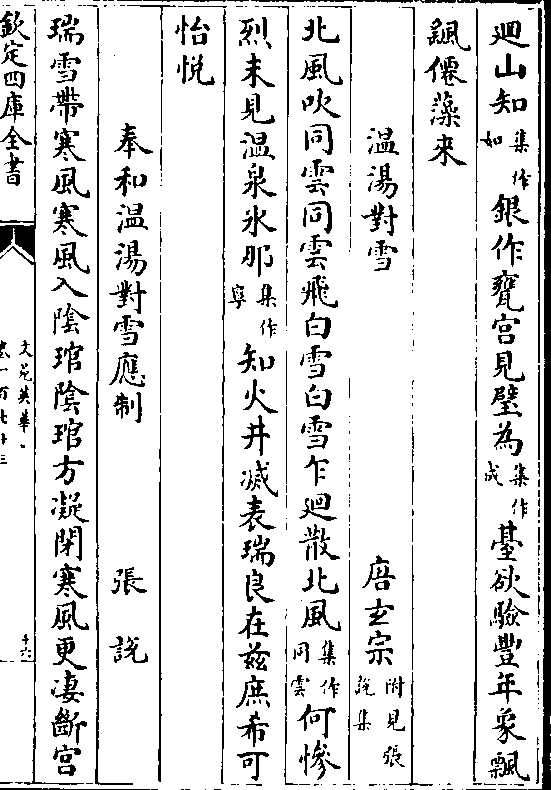 迴山知集作如銀作甕宫見璧為集作成臺欲驗豐年象飄
飖僊藻來
温湯對雪 唐玄宗附見張説集
北風吹同雲同雲飛白雪白雪乍迴散北風集作同雲何慘
烈未見温泉氷那集作寧知火井滅表瑞良在兹庶希可
怡悦
奉和温湯對雪應制 張説
瑞雪帶寒風寒風入陰琯陰琯方凝閉寒風更凄斷宫
欽定四庫全書
文苑英華
卷一百七十三
十六